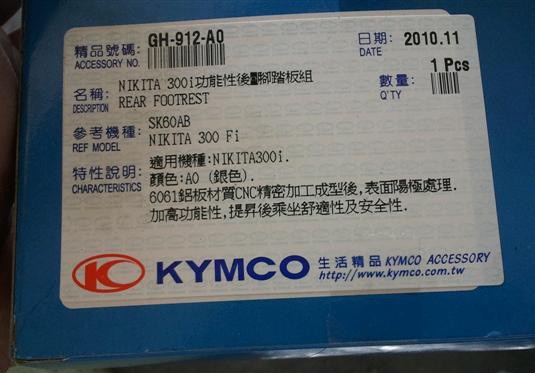 精品號碼: GH-912-A0 日期: 2010.11
ACCESSORY NO. DATE
名稱: NIKITA 300i功能性後腳踏板組 數量: 1 Pcs
DESCRIPTION REAR FOOTREST Q'TY
參考機種: SK60AB
REF MODEL NIKITA 300 Fi
特性說明: 適用機種:NIKITA300i.
CHARACTERISTICS 顏色:A0 (銀色).
6061鋁板材質CNC精密加工成型後,表面陽極處理.
加高功能性,提昇後乘坐舒適性及安全性.
KYMCO 生活精品 KYMCO ACCESSORY
http://www.kymco.com.tw